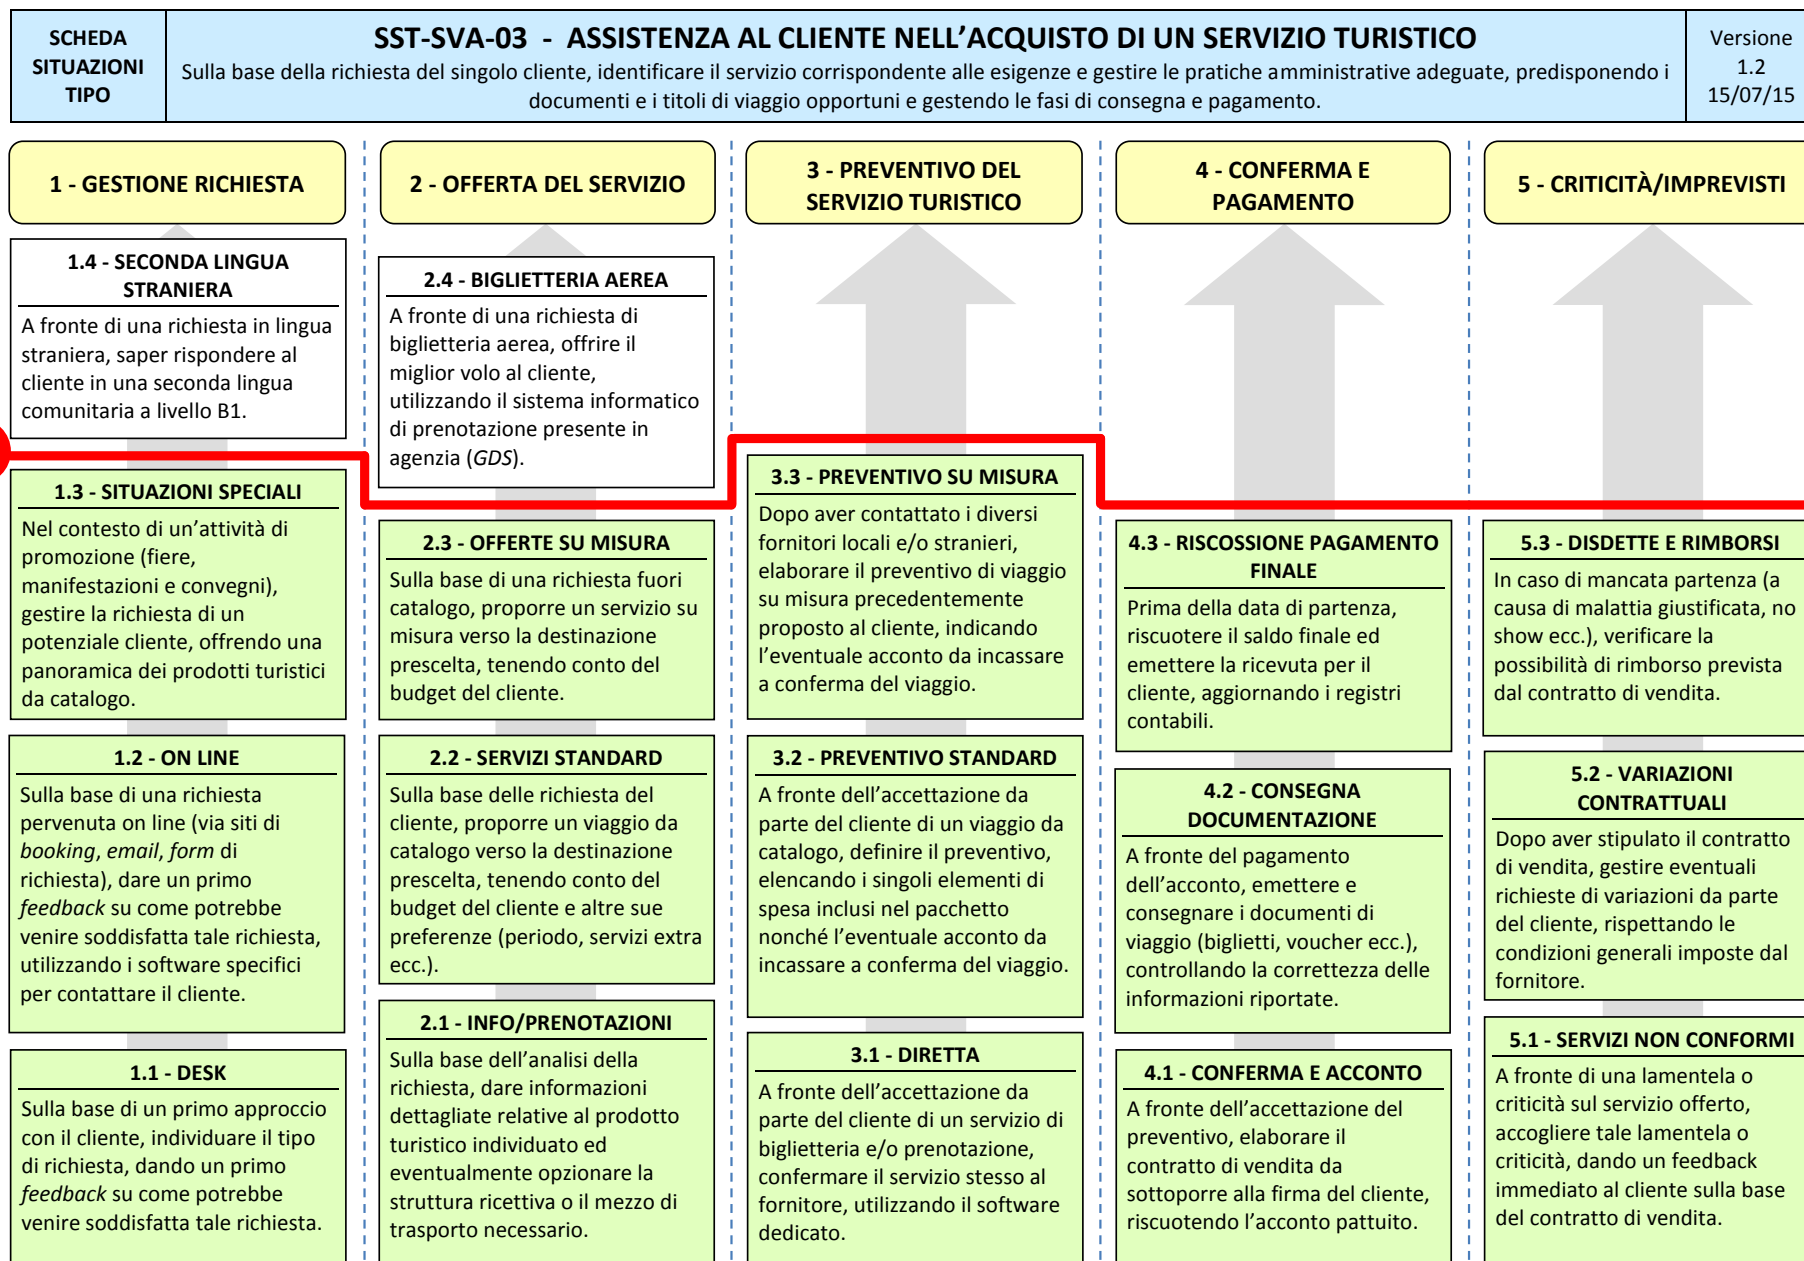 SCHEDA
SITUAZIONI
TIPO
SST-SVA-03 - ASSISTENZA AL CLIENTE NELL’ACQUISTO DI UN SERVIZIO TURISTICO
Sulla base della richiesta del singolo cliente, identificare il servizio corrispondente alle esigenze e gestire le pratiche amministrative adeguate, predisponendo i
documenti e i titoli di viaggio opportuni e gestendo le fasi di consegna e pagamento.
Versione
1.2
15/07/15
1 - GESTIONE RICHIESTA
1.4 - SECONDA LINGUA
STRANIERA
A fronte di una richiesta in lingua
straniera, saper rispondere al
cliente in una seconda lingua
comunitaria a livello B1.
1.3 - SITUAZIONI SPECIALI
Nel contesto di un’attività di
promozione (fiere,
manifestazioni e convegni),
gestire la richiesta di un
potenziale cliente, offrendo una
panoramica dei prodotti turistici
da catalogo.
1.2 - ON LINE
Sulla base di una richiesta
pervenuta on line (via siti di
booking, email, form di
richiesta), dare un primo
feedback su come potrebbe
venire soddisfatta tale richiesta,
utilizzando i software specifici
per contattare il cliente.
1.1 - DESK
Sulla base di un primo approccio
con il cliente, individuare il tipo
di richiesta, dando un primo
feedback su come potrebbe
venire soddisfatta tale richiesta.
2 - OFFERTA DEL SERVIZIO
2.4 - BIGLIETTERIA AEREA
A fronte di una richiesta di
biglietteria aerea, offrire il
miglior volo al cliente,
utilizzando il sistema informatico
di prenotazione presente in
agenzia (GDS).
2.3 - OFFERTE SU MISURA
Sulla base di una richiesta fuori
catalogo, proporre un servizio su
misura verso la destinazione
prescelta, tenendo conto del
budget del cliente.
2.2 - SERVIZI STANDARD
Sulla base delle richiesta del
cliente, proporre un viaggio da
catalogo verso la destinazione
prescelta, tenendo conto del
budget del cliente e altre sue
preferenze (periodo, servizi extra
ecc.).
2.1 - INFO/PRENOTAZIONI
Sulla base dell’analisi della
richiesta, dare informazioni
dettagliate relative al prodotto
turistico individuato ed
eventualmente opzionare la
struttura ricettiva o il mezzo di
trasporto necessario.
3 - PREVENTIVO DEL
SERVIZIO TURISTICO
3.3 - PREVENTIVO SU MISURA
Dopo aver contattato i diversi
fornitori locali e/o stranieri,
elaborare il preventivo di viaggio
su misura precedentemente
proposto al cliente, indicando
l’eventuale acconto da incassare
a conferma del viaggio.
3.2 - PREVENTIVO STANDARD
A fronte dell’accettazione da
parte del cliente di un viaggio da
catalogo, definire il preventivo,
elencando i singoli elementi di
spesa inclusi nel pacchetto
nonché l’eventuale acconto da
incassare a conferma del viaggio.
3.1 - DIRETTA
A fronte dell’accettazione da
parte del cliente di un servizio di
biglietteria e/o prenotazione,
confermare il servizio stesso al
fornitore, utilizzando il software
dedicato.
4 - CONFERMA E
PAGAMENTO
4.3 - RISCOSSIONE PAGAMENTO
FINALE
Prima della data di partenza,
riscuotere il saldo finale ed
emettere la ricevuta per il
cliente, aggiornando i registri
contabili.
4.2 - CONSEGNA
DOCUMENTAZIONE
A fronte del pagamento
dell’acconto, emettere e
consegnare i documenti di
viaggio (biglietti, voucher ecc.),
controllando la correttezza delle
informazioni riportate.
4.1 - CONFERMA E ACCONTO
A fronte dell’accettazione del
preventivo, elaborare il
contratto di vendita da
sottoporre alla firma del cliente,
riscuotendo l’acconto pattuito.
5 - CRITICITÀ/IMPREVISTI
5.3 - DISDETTE E RIMBORSI
In caso di mancata partenza (a
causa di malattia giustificata, no
show ecc.), verificare la
possibilità di rimborso prevista
dal contratto di vendita.
5.2 - VARIAZIONI
CONTRATTUALI
Dopo aver stipulato il contratto
di vendita, gestire eventuali
richieste di variazioni da parte
del cliente, rispettando le
condizioni generali imposte dal
fornitore.
5.1 - SERVIZI NON CONFORMI
A fronte di una lamentela o
criticità sul servizio offerto,
accogliere tale lamentela o
criticità, dando un feedback
immediato al cliente sulla base
del contratto di vendita.